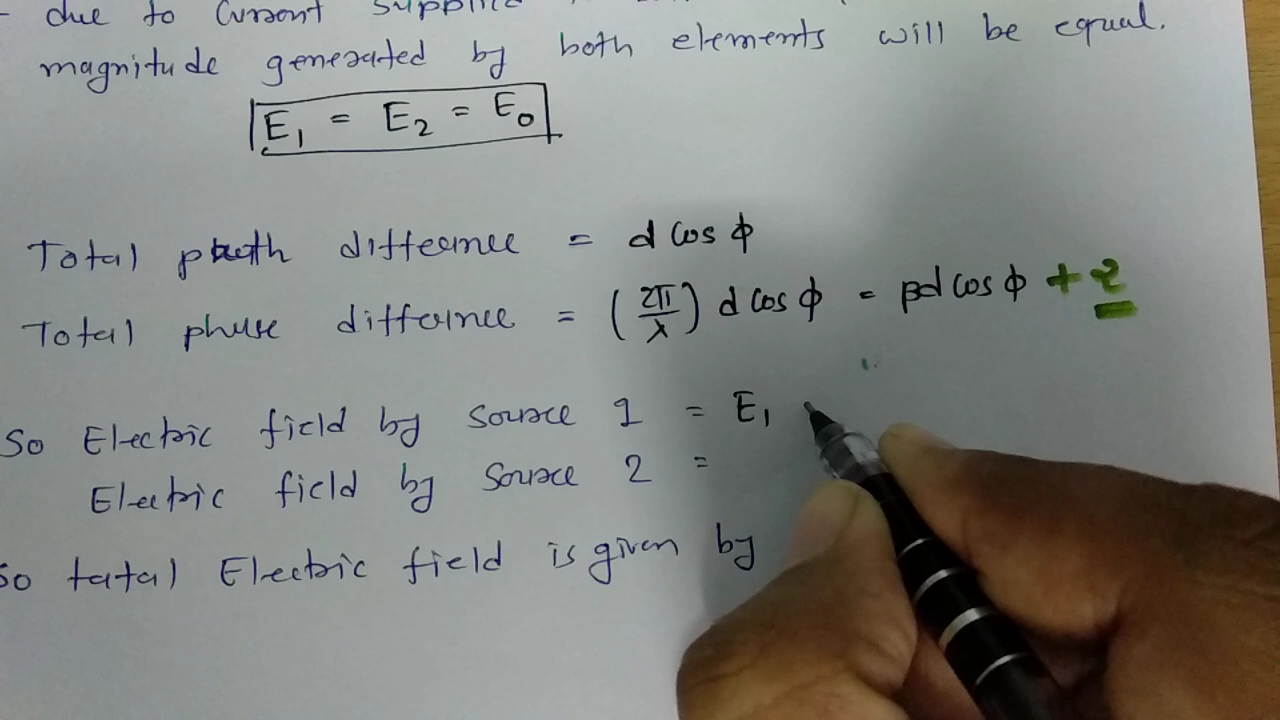 - due to Current
magnitude generated by both elements will be equal.
E₁ = E₂ = E₀
Total path difference = d cos ϕ
Total phase difference = (2π/λ) d cos ϕ = βd cos ϕ +
So Electric field by Source 1 = E₁
Electric field by Source 2 =
So total Electric field is given by